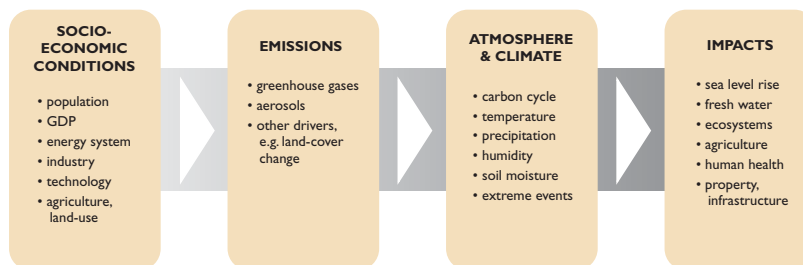 SOCIO-
ECONOMIC
CONDITIONS
• population
• GDP
• energy system
• industry
• technology
• agriculture,
land-use
EMISSIONS
• greenhouse gases
• aerosols
• other drivers,
e.g. land-cover
change
ATMOSPHERE
& CLIMATE
• carbon cycle
• temperature
• precipitation
• humidity
• soil moisture
• extreme events
IMPACTS
• sea level rise
• fresh water
• ecosystems
• agriculture
• human health
• property,
infrastructure